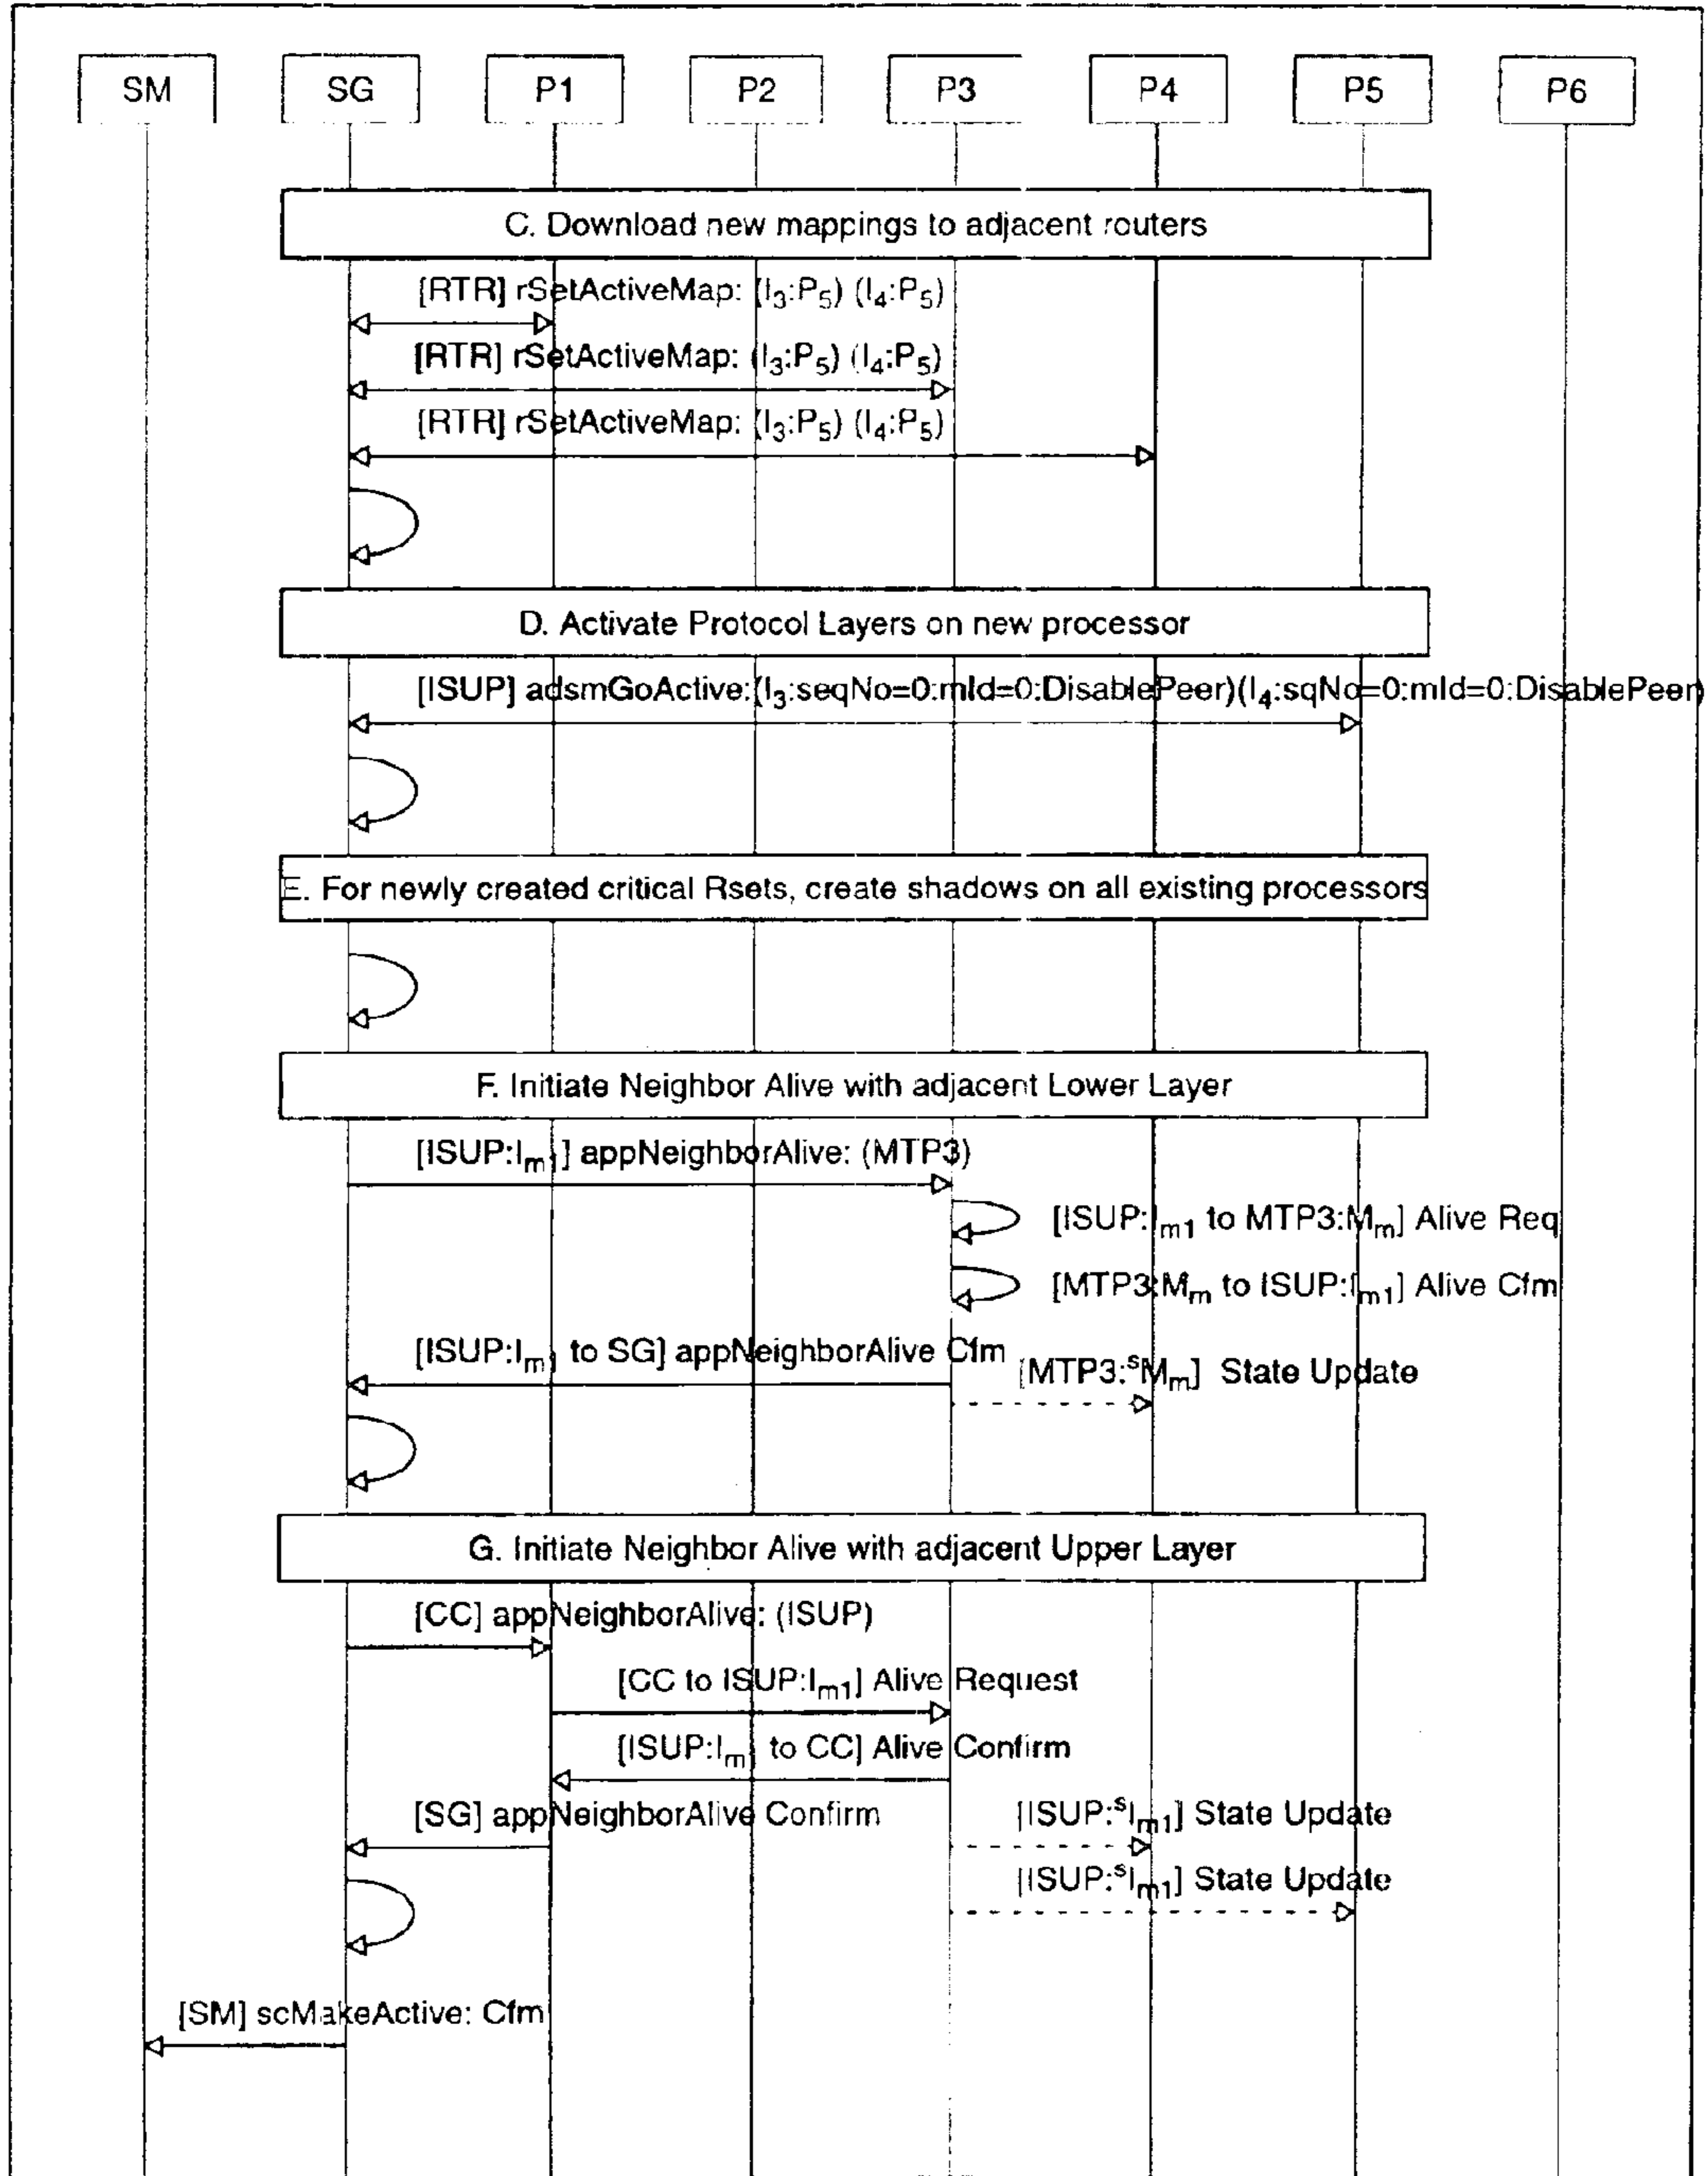 SM SG P1 P2 P3 P4 P5 P6
C. Download new mappings to adjacent routers
[RTR] rSetActiveMap: (I3:P5) (I4:P5)
[RTR] rSetActiveMap: (I3:P5) (I4:P5)
[RTR] rSetActiveMap: (I3:P5) (I4:P5)
D. Activate Protocol Layers on new processor
[ISUP] adsmGoActive:(I3:seqNo=0:mId=0:DisablePeer)(I4:sqNo=0:mId=0:DisablePeer)
E. For newly created critical Rsets, create shadows on all existing processors
F. Initiate Neighbor Alive with adjacent Lower Layer
[ISUP:Im1] appNeighborAlive: (MTP3)
[ISUP:Im1 to MTP3:Mm] Alive Req
[MTP3:Mm to ISUP:Im1] Alive Cfm
[ISUP:Im1 to SG] appNeighborAlive Cfm
[MTP3:sMm] State Update
G. Initiate Neighbor Alive with adjacent Upper Layer
[CC] appNeighborAlive: (ISUP)
[CC to ISUP:Im1] Alive Request
[ISUP:Im1 to CC] Alive Confirm
[SG] appNeighborAlive Confirm
[ISUP:sIm1] State Update
[ISUP:sIm1] State Update
[SM] scMakeActive: Cfm